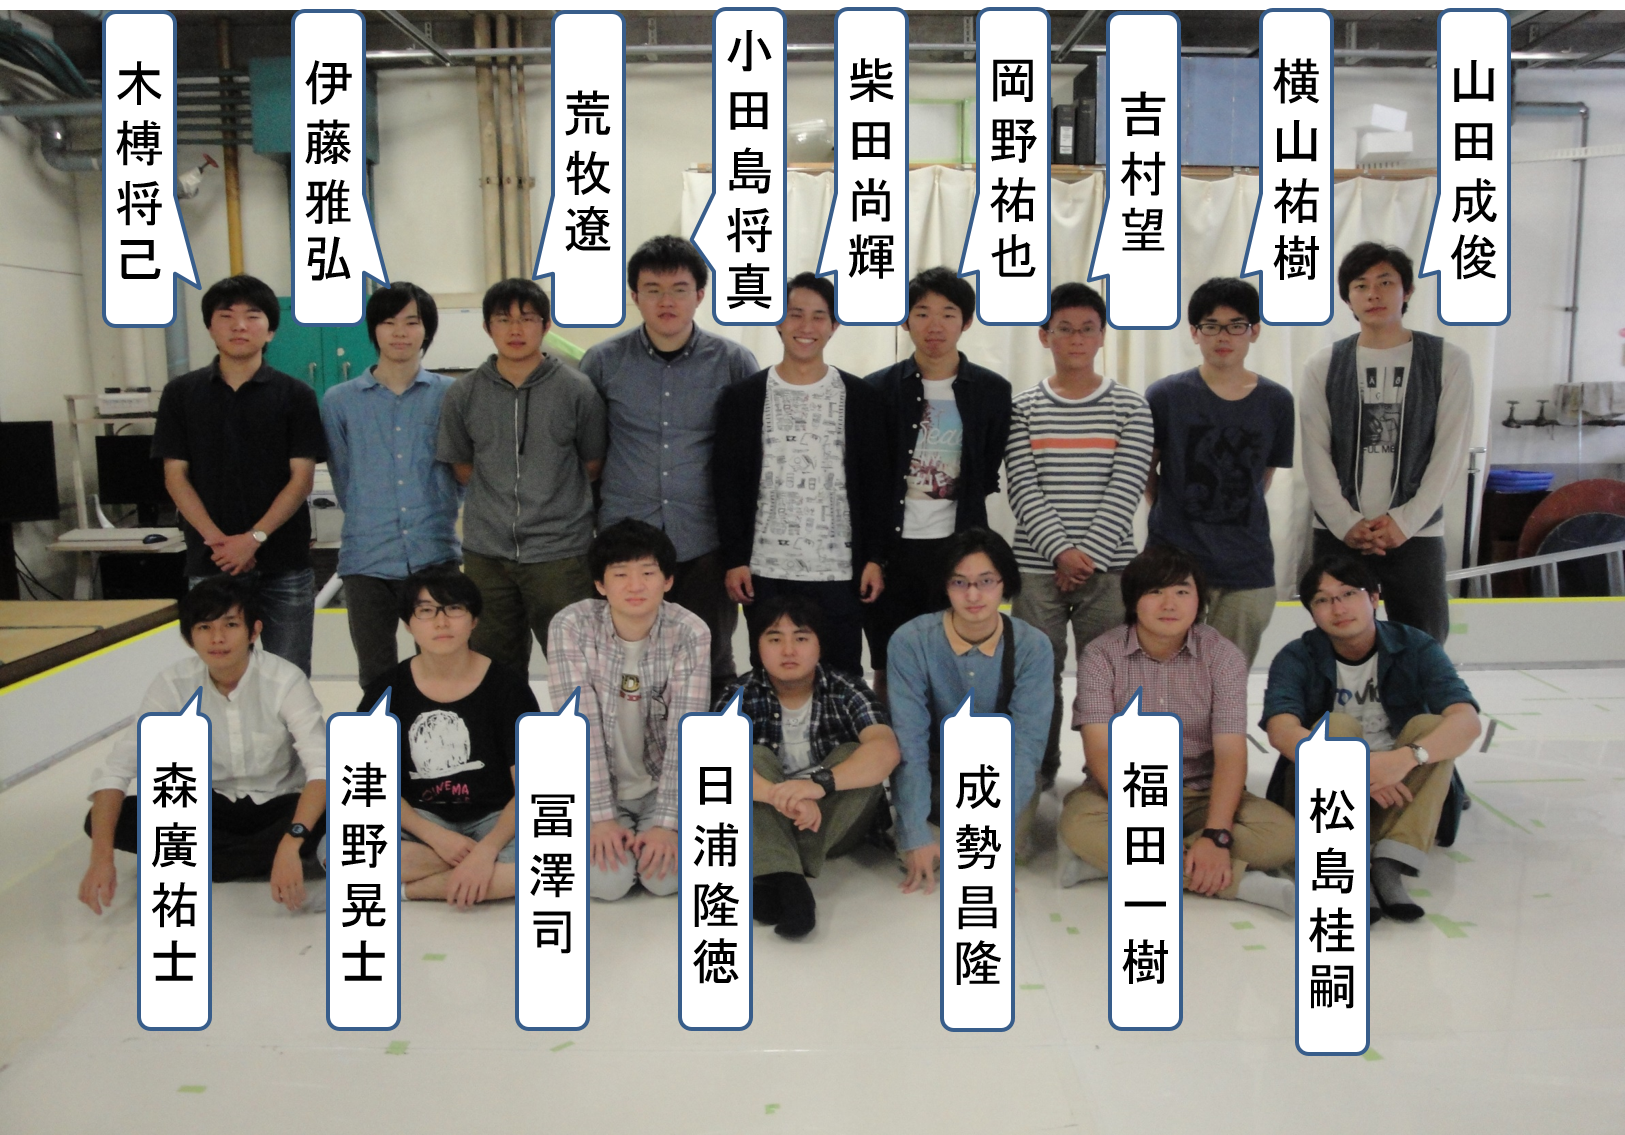 木榑将己
伊藤雅弘
荒牧遼
小田島将真
柴田尚輝
岡野祐也
吉村望
横山祐樹
山田成俊
森廣祐士
津野晃士
冨澤司
日浦隆徳
成勢昌隆
福田一樹
松島桂嗣
CINEMA